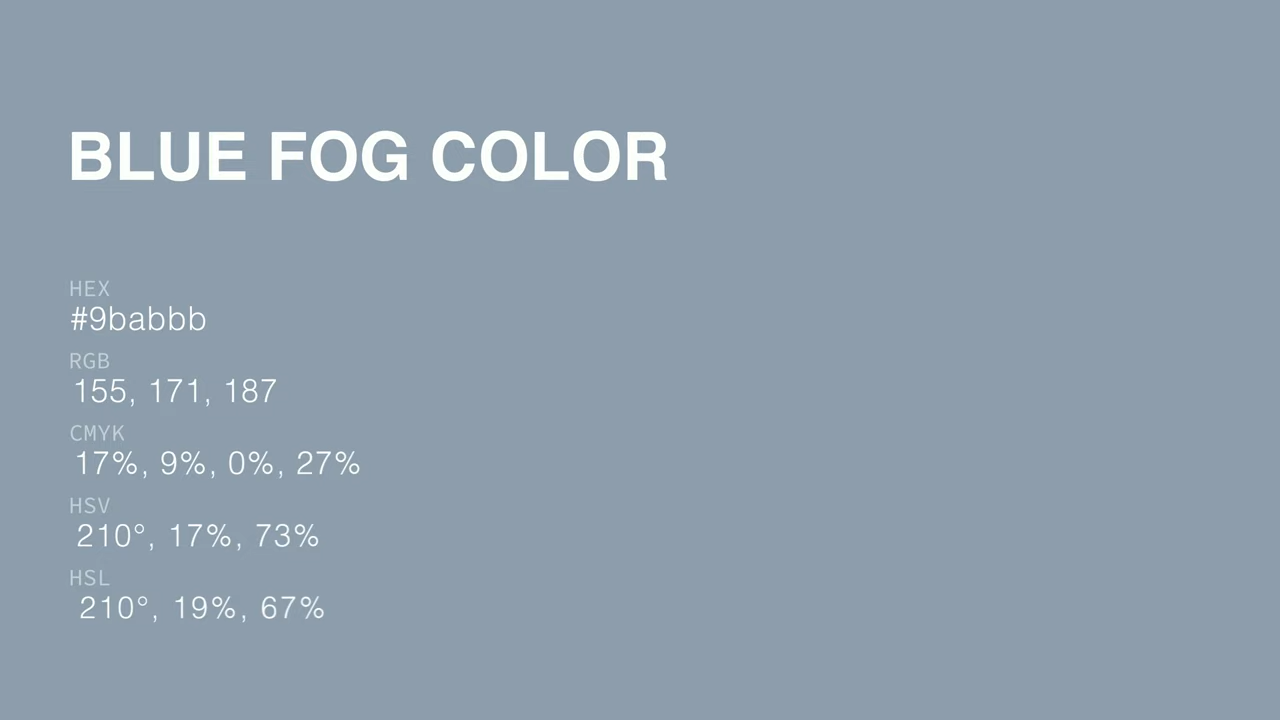 BLUE FOG COLOR
HEX
#9babbb
RGB
155, 171, 187
CMYK
17%, 9%, 0%, 27%
HSV
210°, 17%, 73%
HSL
210°, 19%, 67%